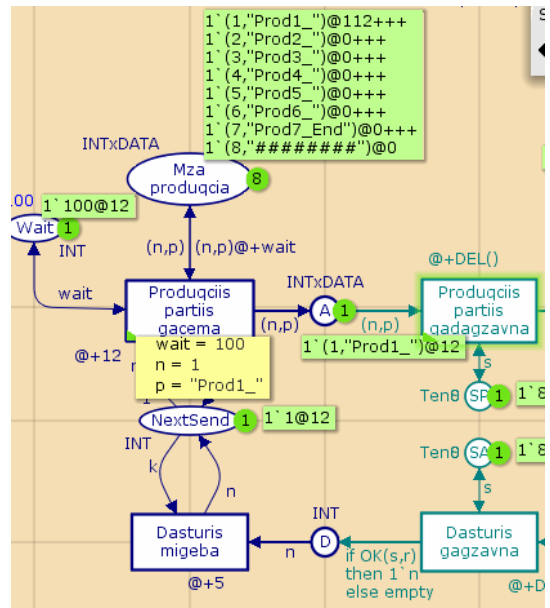 1`(1,"Prod1_")@112+++
1`(2,"Prod2_")@0+++
1`(3,"Prod3_")@0+++
1`(4,"Prod4_")@0+++
1`(5,"Prod5_")@0+++
1`(6,"Prod6_")@0+++
1`(7,"Prod7_End")@0+++
1`(8,"########")@0
INTxDATA
Mza
produqcia
8
00
1`100@12
Wait
1
INT
(n,p)
(n,p)@+wait
@+DEL()
wait
Produqciis
partiis
gacema
INTxDATA
A
1
(n,p)
(n,p)
Produqciis
partiis
gadagzavna
1`(1,"Prod1_")@12
@+12
wait = 100
n = 1
p = "Prod1_"
s
Ten0
SP
1
1`8
NextSend
1
1`1@12
INT
Ten0
SA
1
1`8
k
n
s
INT
Dasturis
migeba
n
D
if OK(s,r)
then 1`n
else empty
Dasturis
gagzavna
@+5
@+D